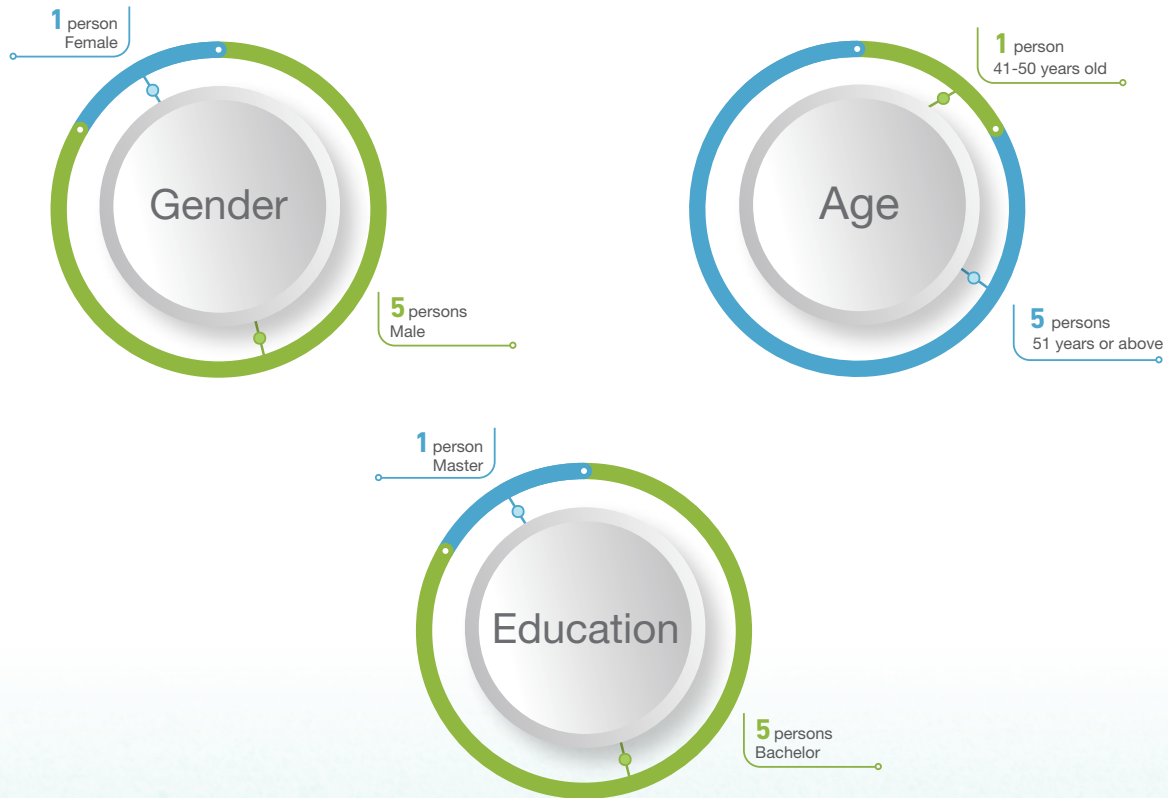 1 person
Female
Gender
5 persons
Male
1 person
41-50 years old
Age
5 persons
51 years or above
1 person
Master
Education
5 persons
Bachelor